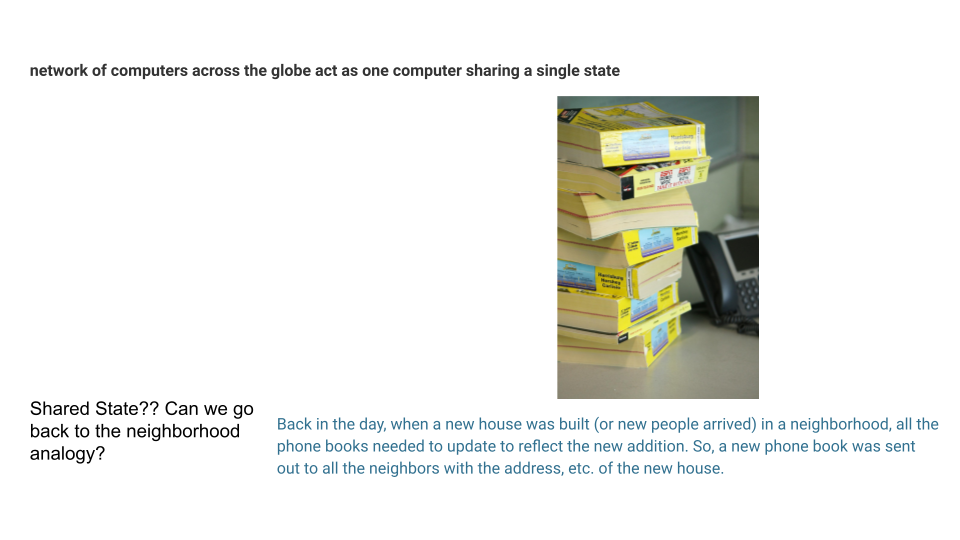 network of computers across the globe act as one computer sharing a single state
Harrisburg
Hershey
Carlisle
Shared State?? Can we go
back to the neighborhood
analogy?
Back in the day, when a new house was built (or new people arrived) in a neighborhood, all the
phone books needed to update to reflect the new addition. So, a new phone book was sent
out to all the neighbors with the address, etc. of the new house.